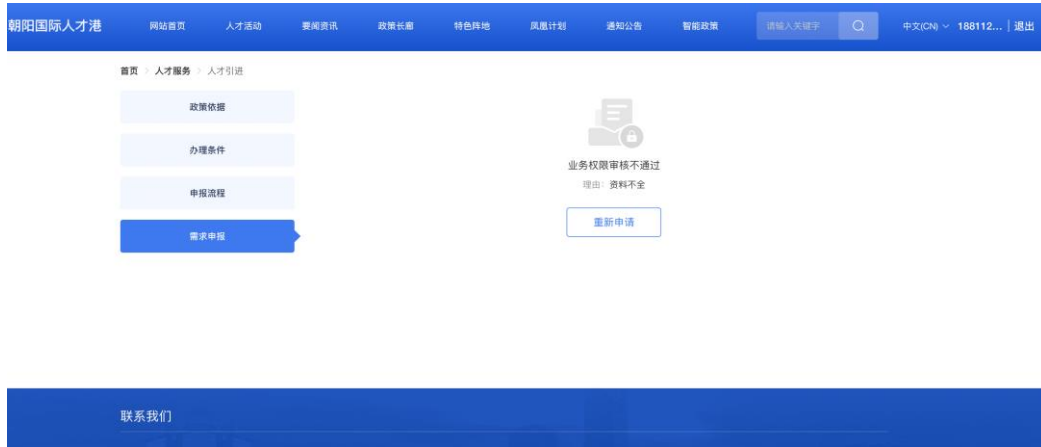 朝阳国际人才港 网站首页 人才活动 要闻资讯 政策长廊 特色阵地 凤凰计划 通知公告 智能政策 请输入关键字 中文(CN) 188112... | 退出
首页 > 人才服务 > 人才引进
政策依据
办理条件
申报流程
需求申报
业务权限审核不通过
理由：资料不全
重新申请
联系我们